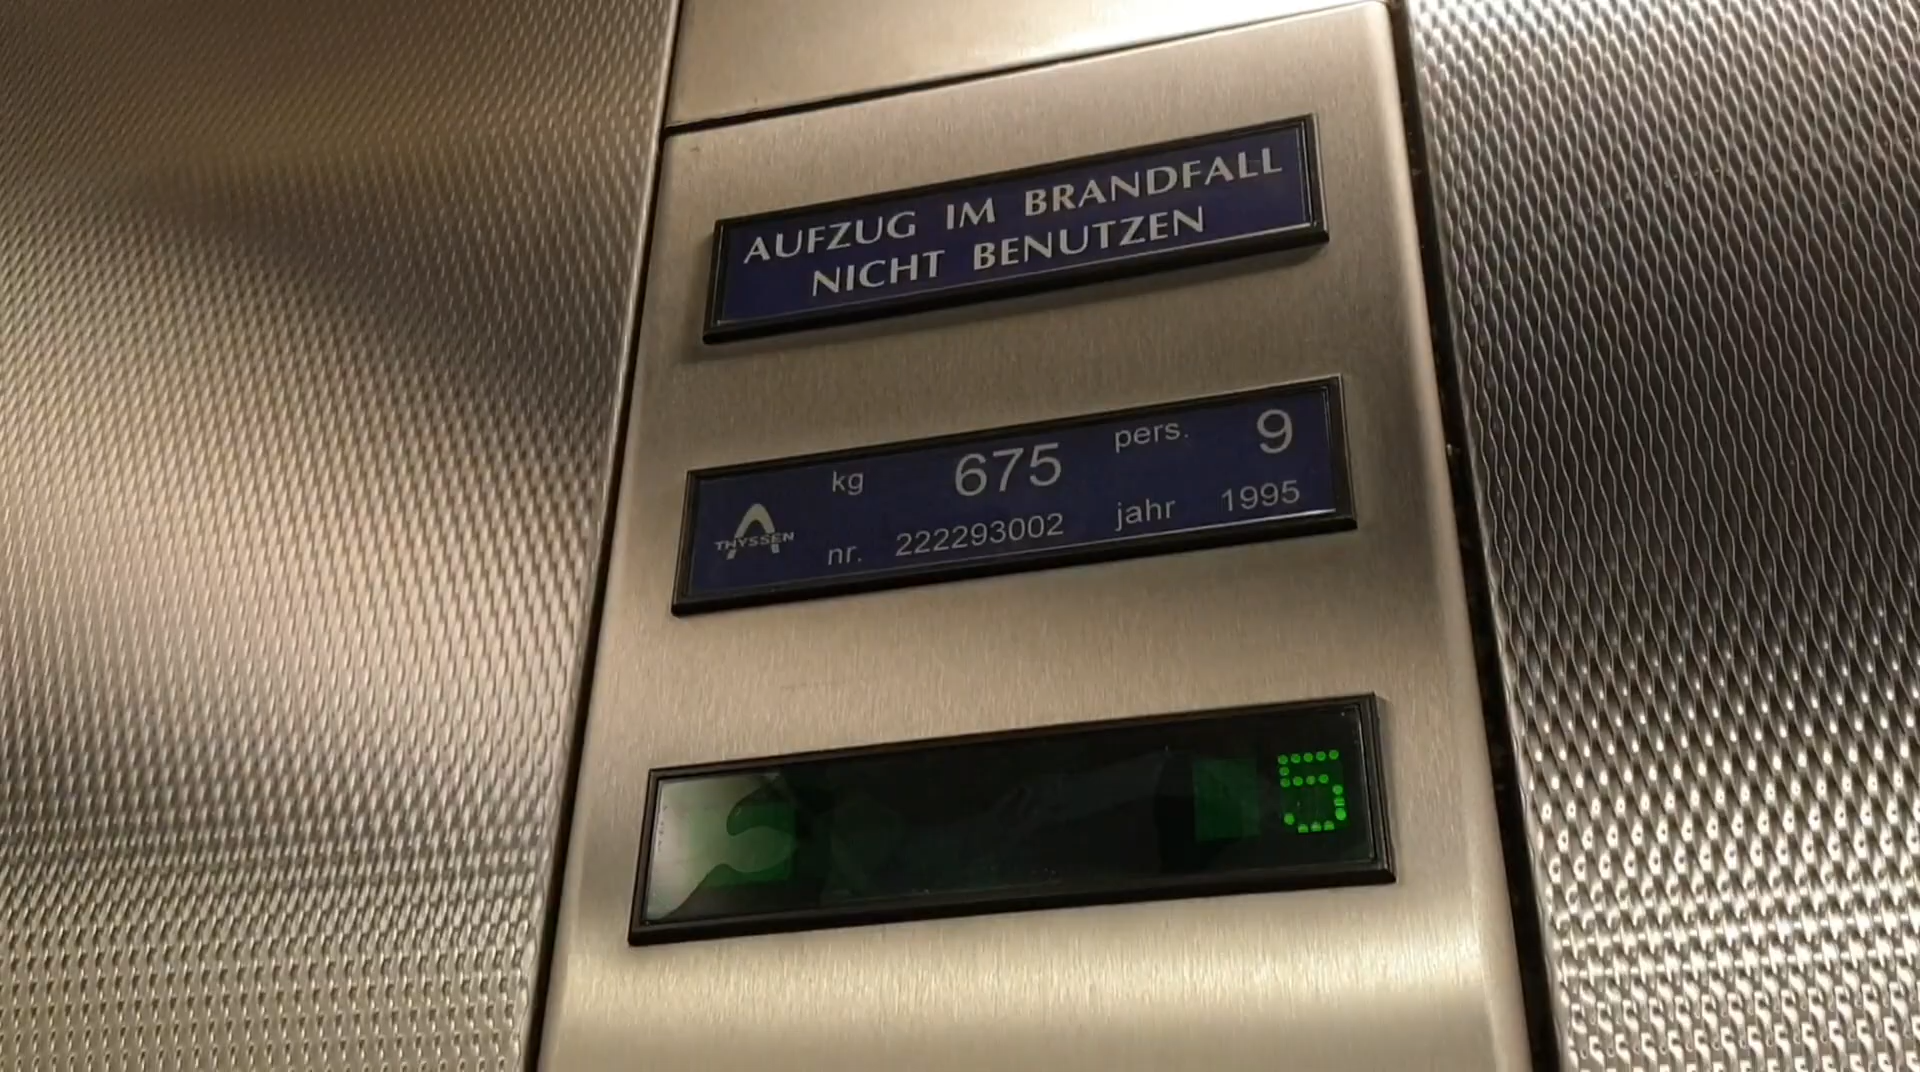 AUFZUG IM BRANDFALL
NICHT BENUTZEN
kg 675 pers. 9
THYSSEN nr. 222293002 jahr 1995
5